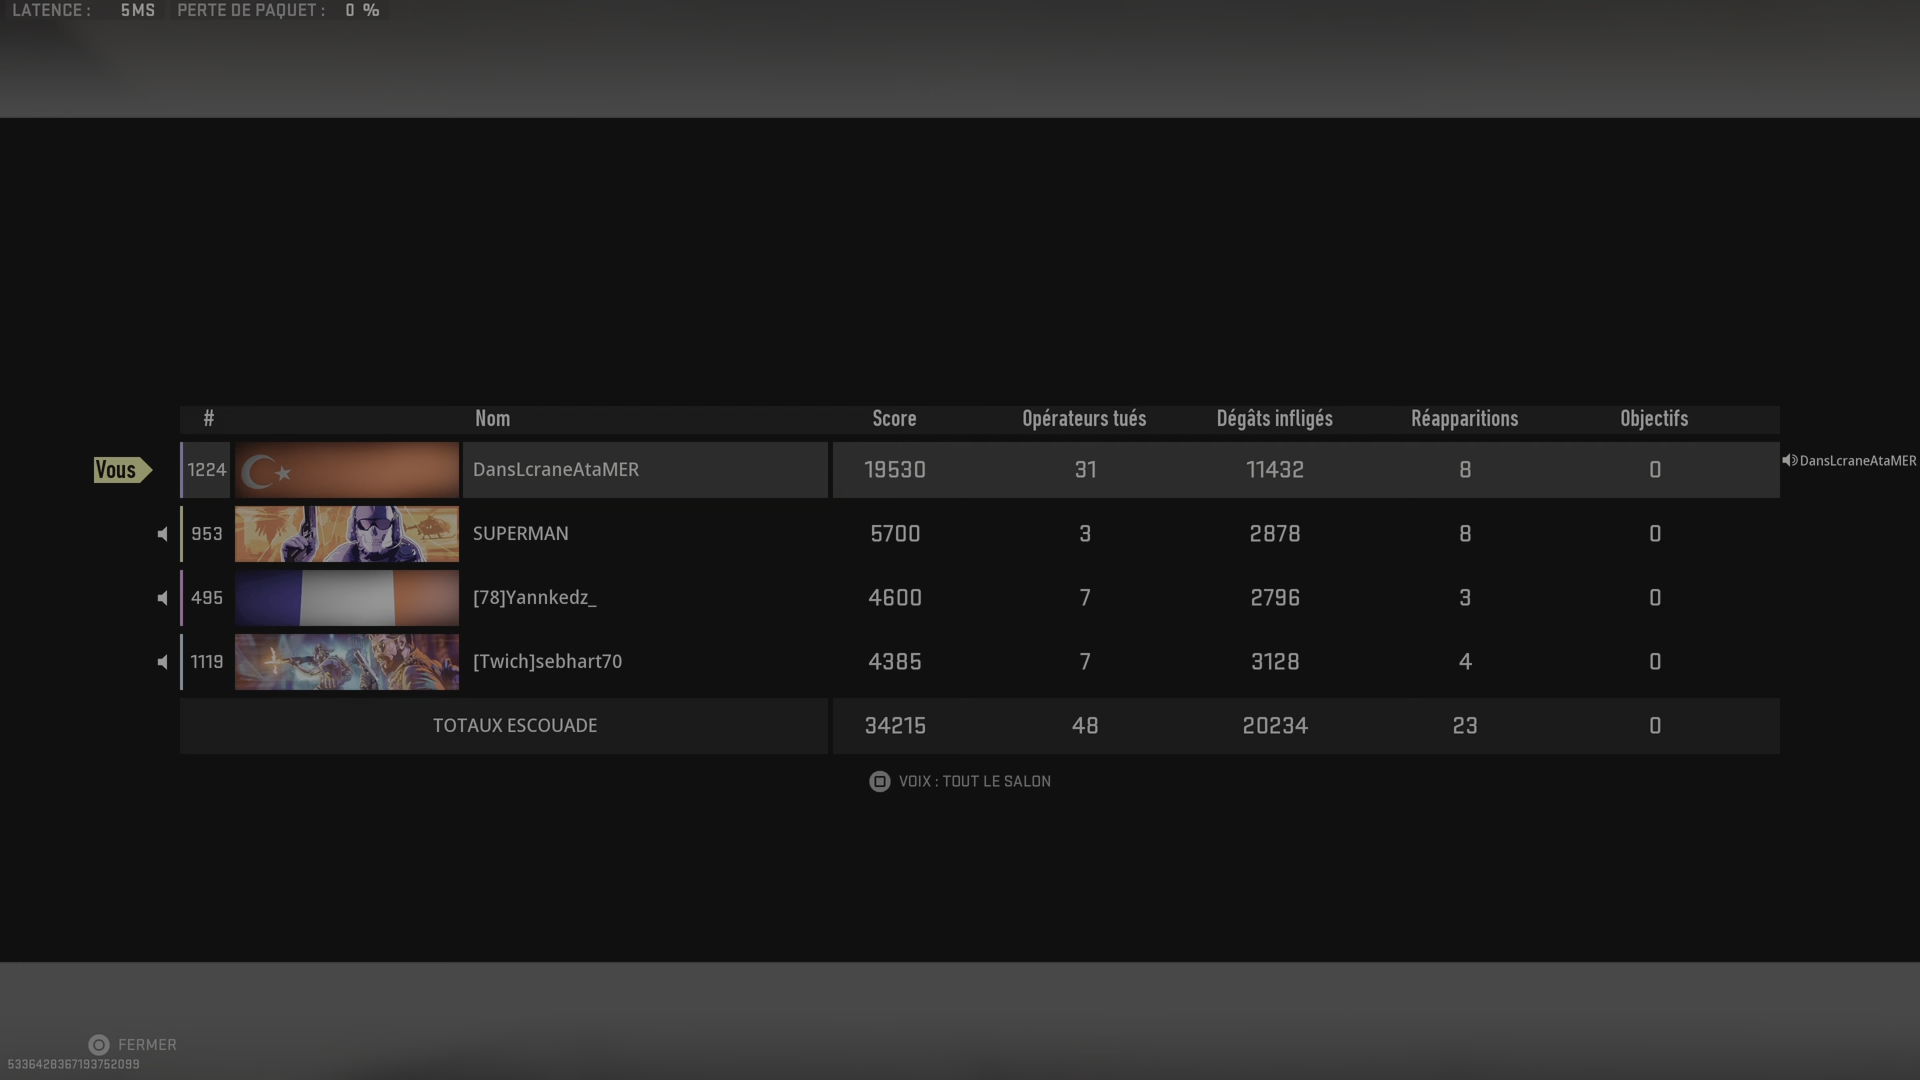 LATENCE : 5MS PERTE DE PAQUET : 0 %
# Nom Score Opérateurs tués Dégâts infligés Réapparitions Objectifs
Vous 1224 DansLcraneAtaMER 19530 31 11432 8 0 DansLcraneAtaMER
953 SUPERMAN 5700 3 2878 8 0
495 [78]Yannkedz_ 4600 7 2796 3 0
1119 [Twich]sebhart70 4385 7 3128 4 0
TOTAUX ESCOUADE 34215 48 20234 23 0
VOIX : TOUT LE SALON
FERMER
5336428367193752099